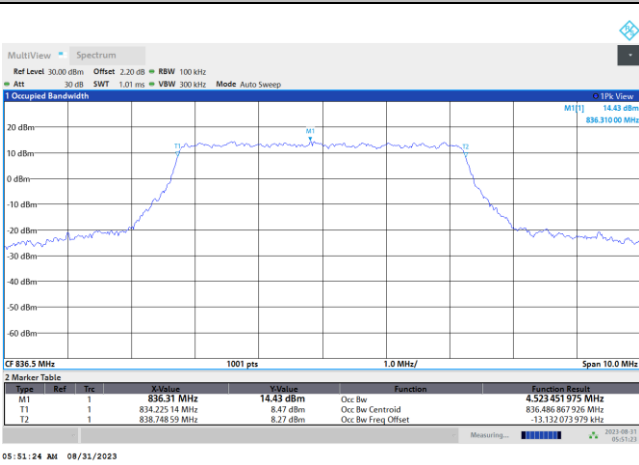 MultiView Spectrum
Ref Level 30.00 dBm Offset 2.20 dB RBW 100 kHz
Att 30 dB SWT 1.01 ms VBW 300 kHz Mode Auto Sweep
1 Occupied Bandwidth 1Pk View
M1[1] 14.43 dBm
836.310 00 MHz
M1
20 dBm
T1 T2
10 dBm
0 dBm
-10 dBm
-20 dBm
-30 dBm
-40 dBm
-50 dBm
-60 dBm
CF 836.5 MHz 1001 pts 1.0 MHz/ Span 10.0 MHz
2 Marker Table
Type Ref Trc X-Value Y-Value Function Function Result
M1 1 836.31 MHz 14.43 dBm Occ Bw 4.523 451 975 MHz
T1 1 834.225 14 MHz 8.47 dBm Occ Bw Centroid 836.486 867 926 MHz
T2 1 838.748 59 MHz 8.27 dBm Occ Bw Freq Offset -13.132 073 979 kHz
Measuring... 2023-08-31
05:51:23
05:51:24 AM 08/31/2023